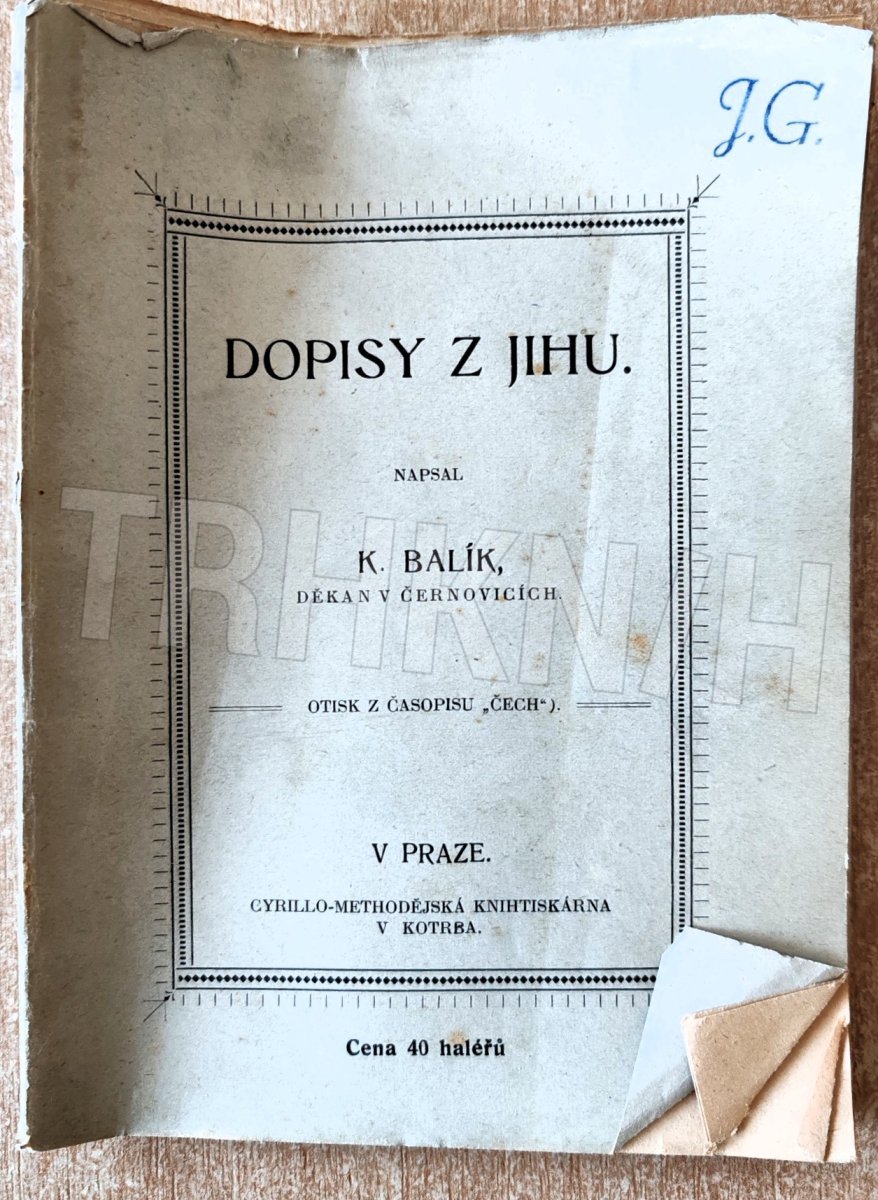 J.G.
DOPISY Z JIHU.
NAPSAL
K. BALÍK,
DĚKAN V ČERNOVICÍCH.
OTISK Z ČASOPISU „ČECH“).
V PRAZE.
CYRILLO-METHODĚJSKÁ KNIHTISKÁRNA
V KOTRBA.
Cena 40 haléřů
TRHKNIH